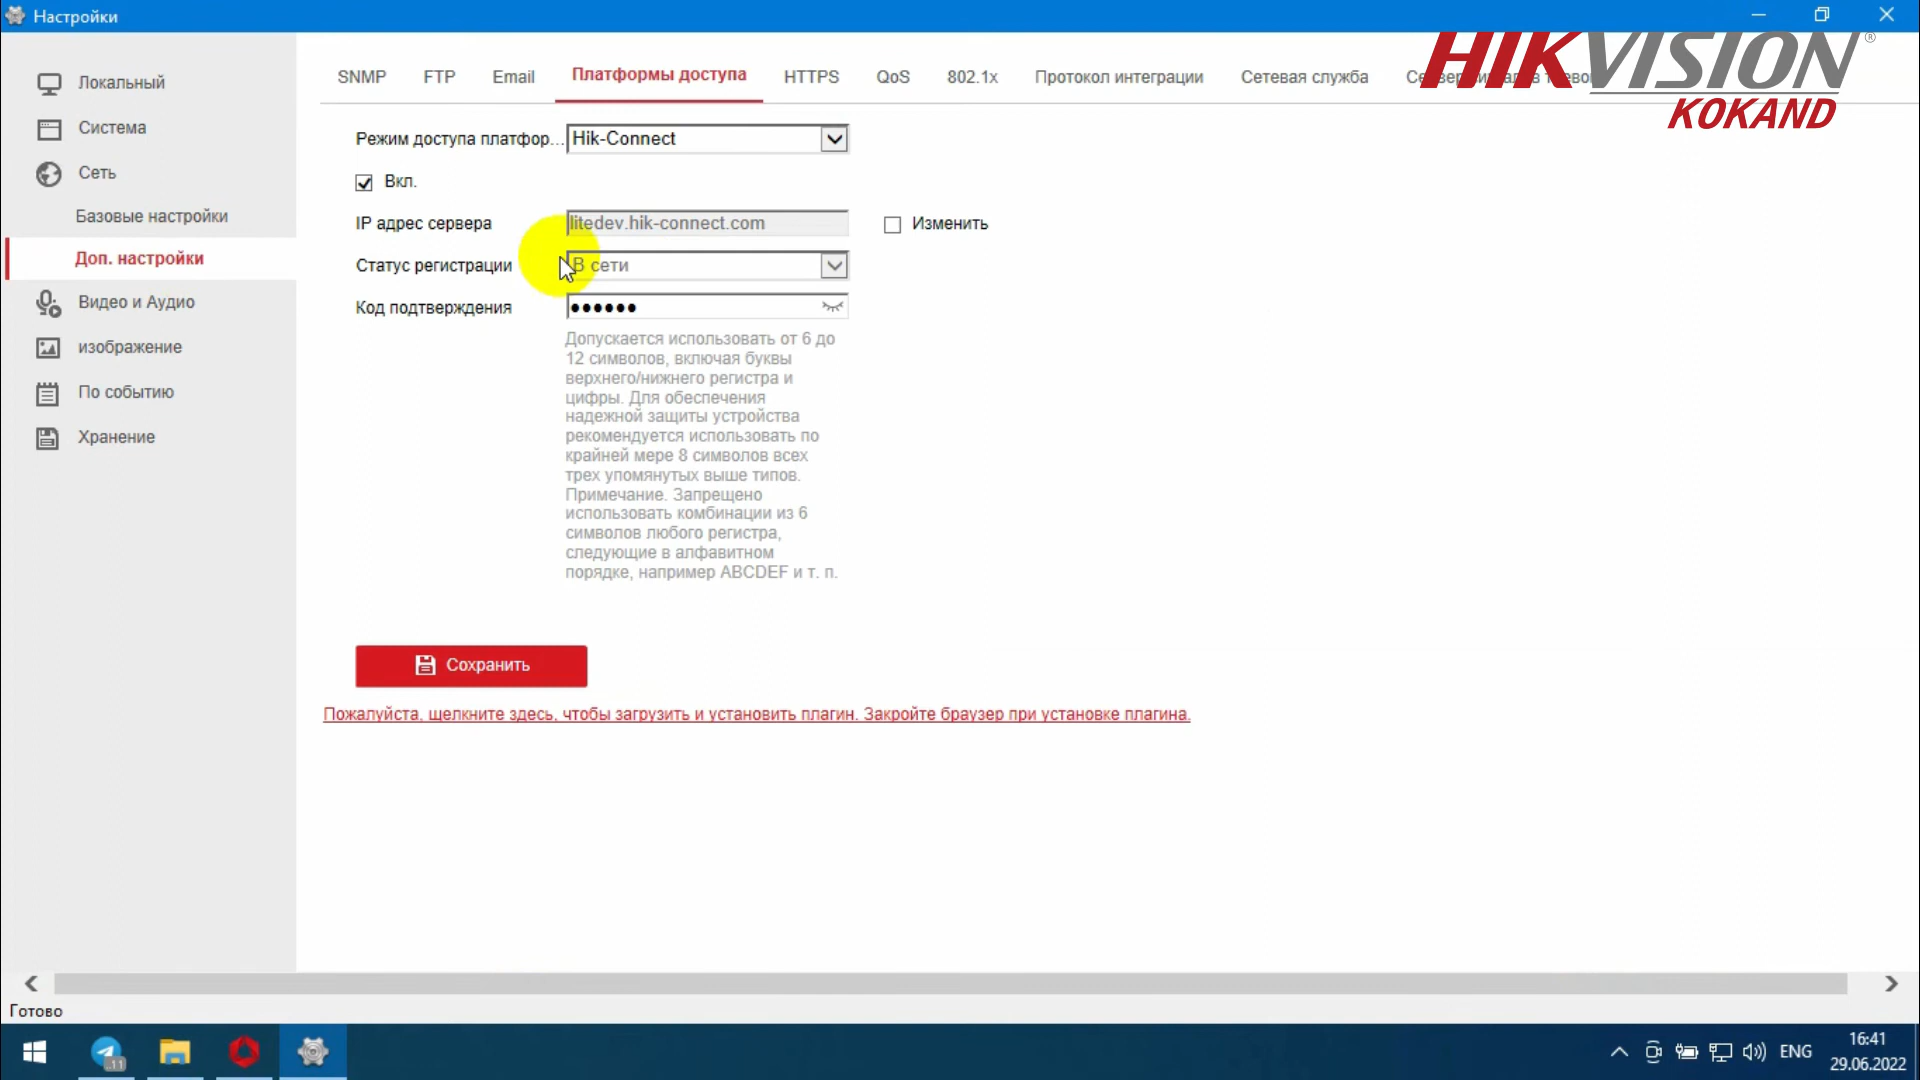 Настройки
HIKVISION®
KOKAND
Локальный
Система
Сеть
Базовые настройки
Доп. настройки
Видео и Аудио
изображение
По событию
Хранение
SNMP FTP Email Платформы доступа HTTPS QoS 802.1x Протокол интеграции Сетевая служба
Режим доступа платфор... Hik-Connect
Вкл.
IP адрес сервера litedev.hik-connect.com Изменить
Статус регистрации В сети
Код подтверждения ••••••
Допускается использовать от 6 до
12 символов, включая буквы
верхнего/нижнего регистра и
цифры. Для обеспечения
надежной защиты устройства
рекомендуется использовать по
крайней мере 8 символов всех
трех упомянутых выше типов.
Примечание. Запрещено
использовать комбинации из 6
символов любого регистра,
следующие в алфавитном
порядке, например ABCDEF и т. п.
Сохранить
Пожалуйста, щелкните здесь, чтобы загрузить и установить плагин. Закройте браузер при установке плагина.
Готово
11
ENG
16:41
29.06.2022